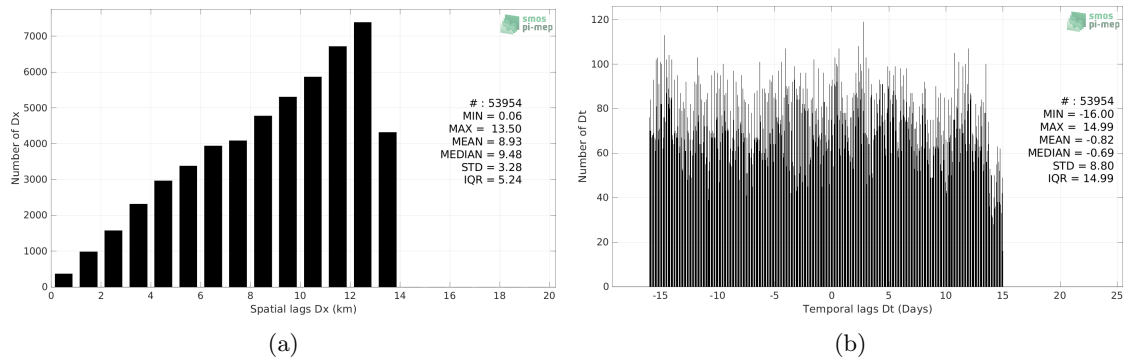 smos
pi-mep
7000
6000
5000
4000
3000
2000
1000
0
Number of Dx
# : 53954
MIN = 0.06
MAX = 13.50
MEAN = 8.93
MEDIAN = 9.48
STD = 3.28
IQR = 5.24
0 2 4 6 8 10 12 14 16 18 20
Spatial lags Dx (km)
(a)
smos
pi-mep
120
100
80
60
40
20
0
Number of Dt
# : 53954
MIN = -16.00
MAX = 14.99
MEAN = -0.82
MEDIAN = -0.69
STD = 8.80
IQR = 14.99
-15 -10 -5 0 5 10 15 20 25
Temporal lags Dt (Days)
(b)